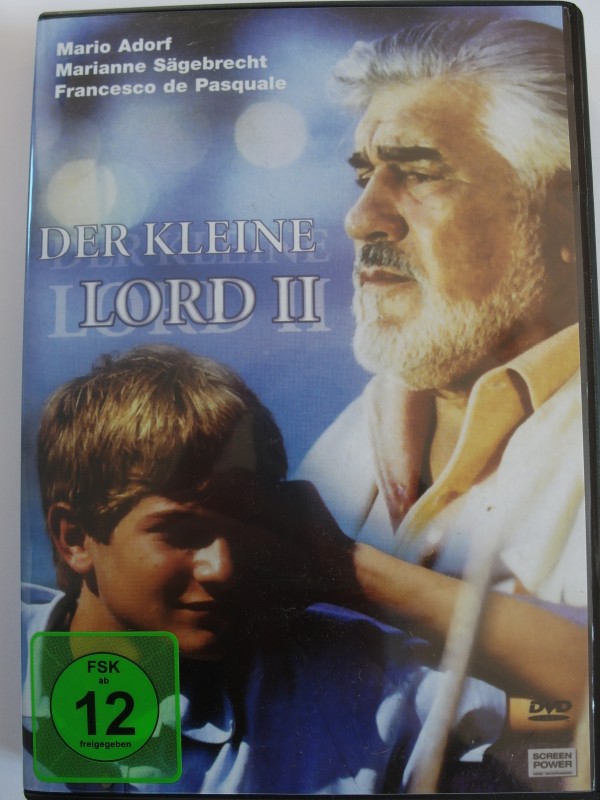 Mario Adorf
Marianne Sägebrecht
Francesco de Pasquale
DER KLEINE
LORD II
FSK
ab
12
freigegeben
DVD
SCREEN
POWER